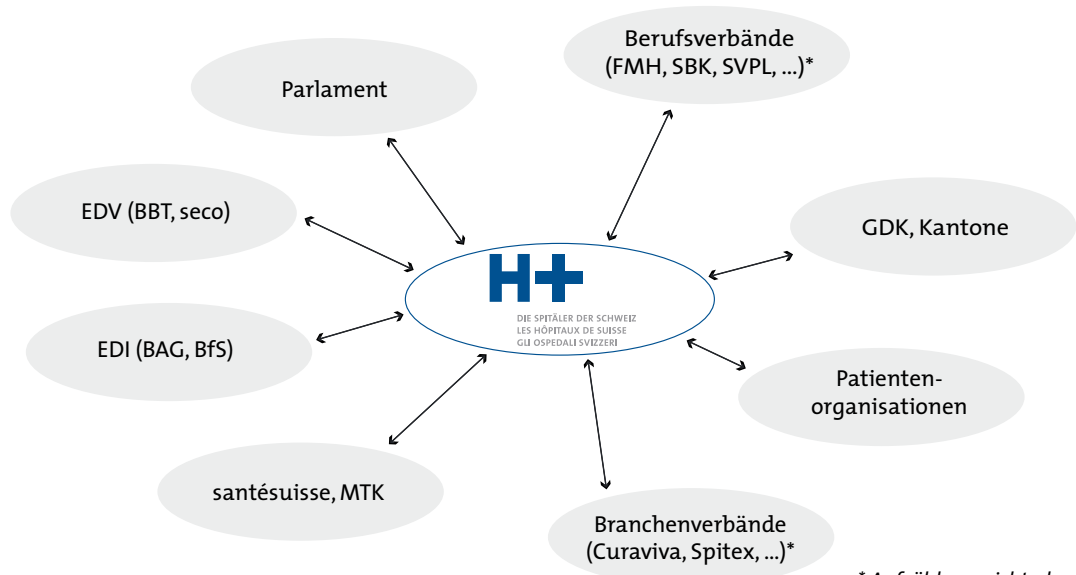 Berufsverbände
(FMH, SBK, SVPL, ...)*
Parlament
EDV (BBT, seco)
GDK, Kantone
H+
DIE SPITÄLER DER SCHWEIZ
LES HÔPITAUX DE SUISSE
GLI OSPEDALI SVIZZERI
EDI (BAG, BfS)
Patienten-
organisationen
santésuisse, MTK
Branchenverbände
(Curaviva, Spitex, ...)*